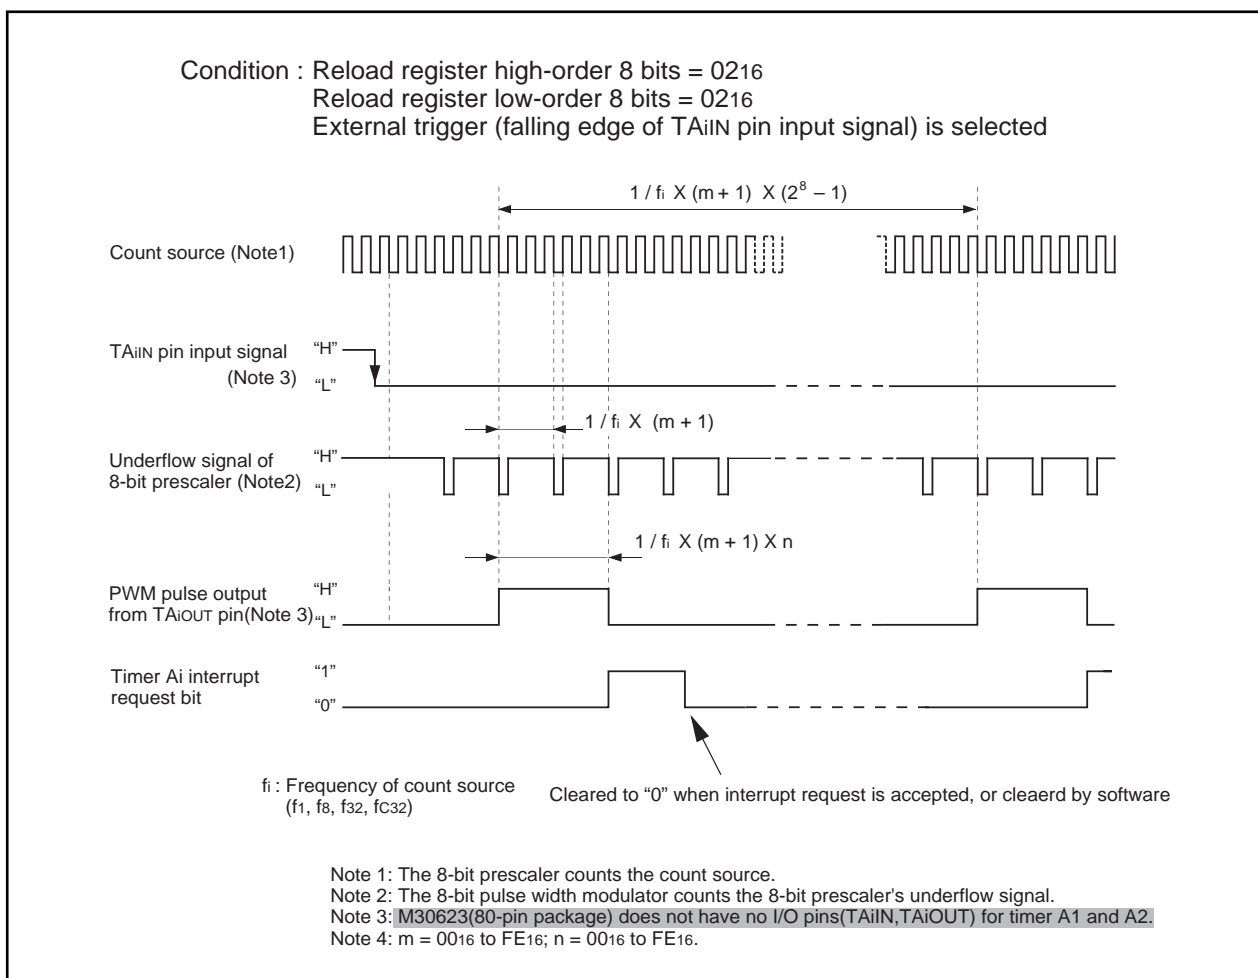 Condition : Reload register high-order 8 bits = 0216
Reload register low-order 8 bits = 0216
External trigger (falling edge of TAiIN pin input signal) is selected
1 / fi X (m + 1) X (2^8 – 1)
Count source (Note1)
TAiIN pin input signal
(Note 3)
“H”
“L”
1 / fi X (m + 1)
Underflow signal of
8-bit prescaler (Note2)
“H”
“L”
1 / fi X (m + 1) X n
PWM pulse output
from TAiOUT pin(Note 3)
“H”
“L”
Timer Ai interrupt
request bit
“1”
“0”
fi : Frequency of count source
(f1, f8, f32, fC32)
Cleared to “0” when interrupt request is accepted, or cleaerd by software
Note 1: The 8-bit prescaler counts the count source.
Note 2: The 8-bit pulse width modulator counts the 8-bit prescaler's underflow signal.
Note 3: M30623(80-pin package) does not have no I/O pins(TAiIN,TAiOUT) for timer A1 and A2.
Note 4: m = 0016 to FE16; n = 0016 to FE16.